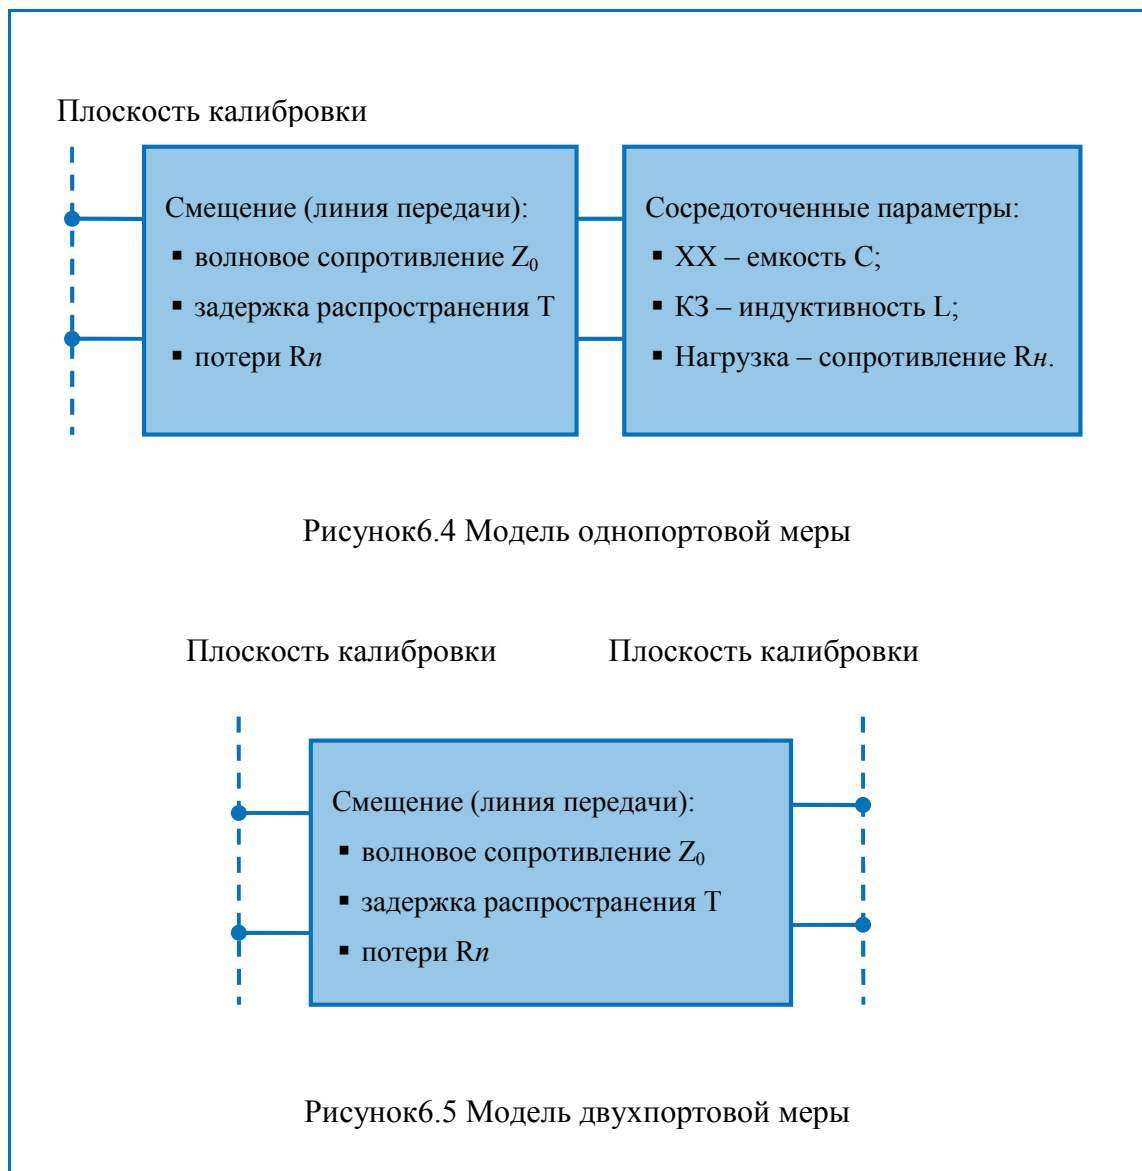 Плоскость калибровки
Смещение (линия передачи):
▪ волновое сопротивление Z₀
▪ задержка распространения T
▪ потери Rп
Сосредоточенные параметры:
▪ ХХ – емкость C;
▪ КЗ – индуктивность L;
▪ Нагрузка – сопротивление Rн.
Рисунок6.4 Модель однопортовой меры
Плоскость калибровки
Плоскость калибровки
Смещение (линия передачи):
▪ волновое сопротивление Z₀
▪ задержка распространения T
▪ потери Rп
Рисунок6.5 Модель двухпортовой меры